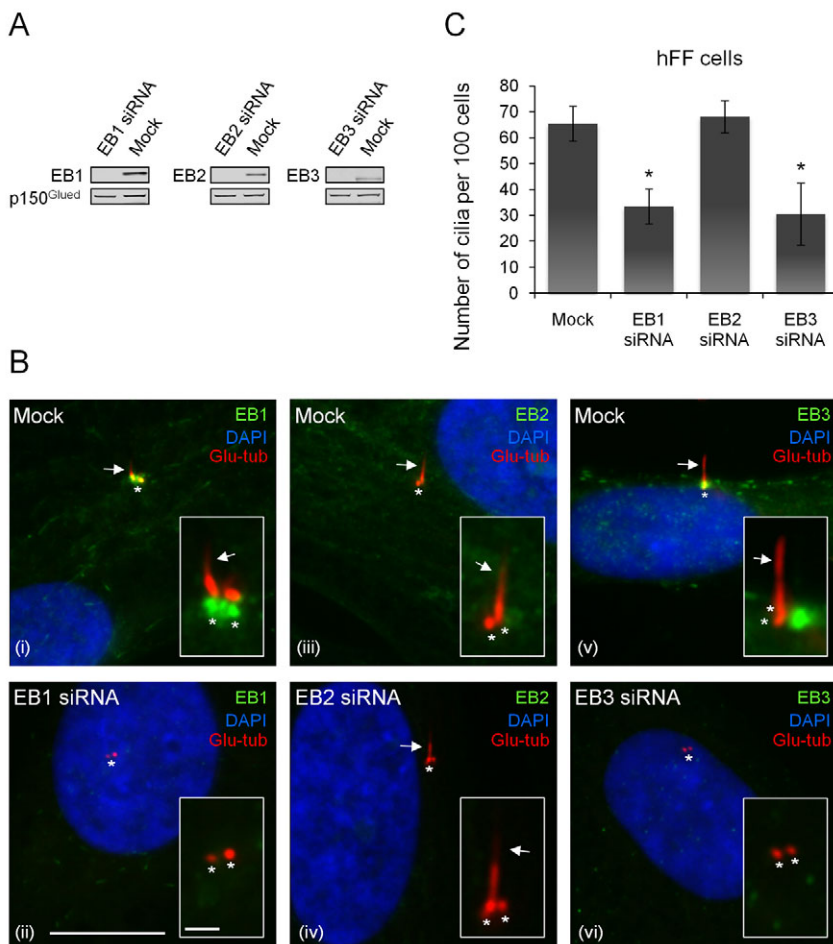 A
EB1 siRNA
Mock
EB2 siRNA
Mock
EB3 siRNA
Mock
EB1
EB2
EB3
p150Glued
C
hFF cells
Number of cilia per 100 cells
80
70
60
50
40
30
20
10
0
*
*
Mock
EB1 siRNA
EB2 siRNA
EB3 siRNA
B
Mock
EB1
DAPI
Glu-tub
*
* *
(i)
Mock
EB2
DAPI
Glu-tub
*
* *
(iii)
Mock
EB3
DAPI
Glu-tub
*
* *
(v)
EB1 siRNA
EB1
DAPI
Glu-tub
*
* *
(ii)
EB2 siRNA
EB2
DAPI
Glu-tub
*
* *
(iv)
EB3 siRNA
EB3
DAPI
Glu-tub
*
* *
(vi)